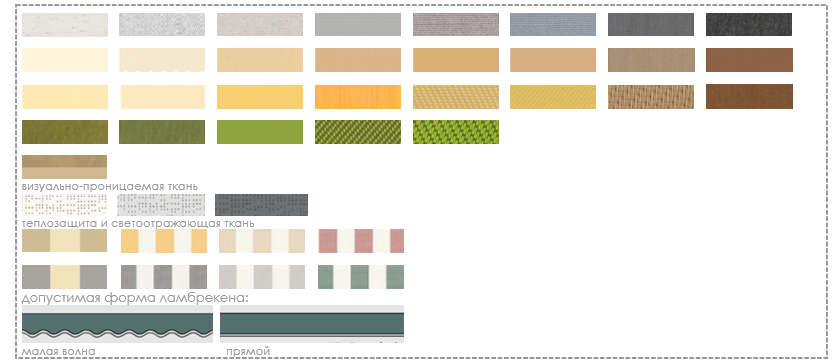 визуально-проницаемая ткань
теплозащита и светоотражающая ткань
допустимая форма ламбрекена:
малая волна
прямой